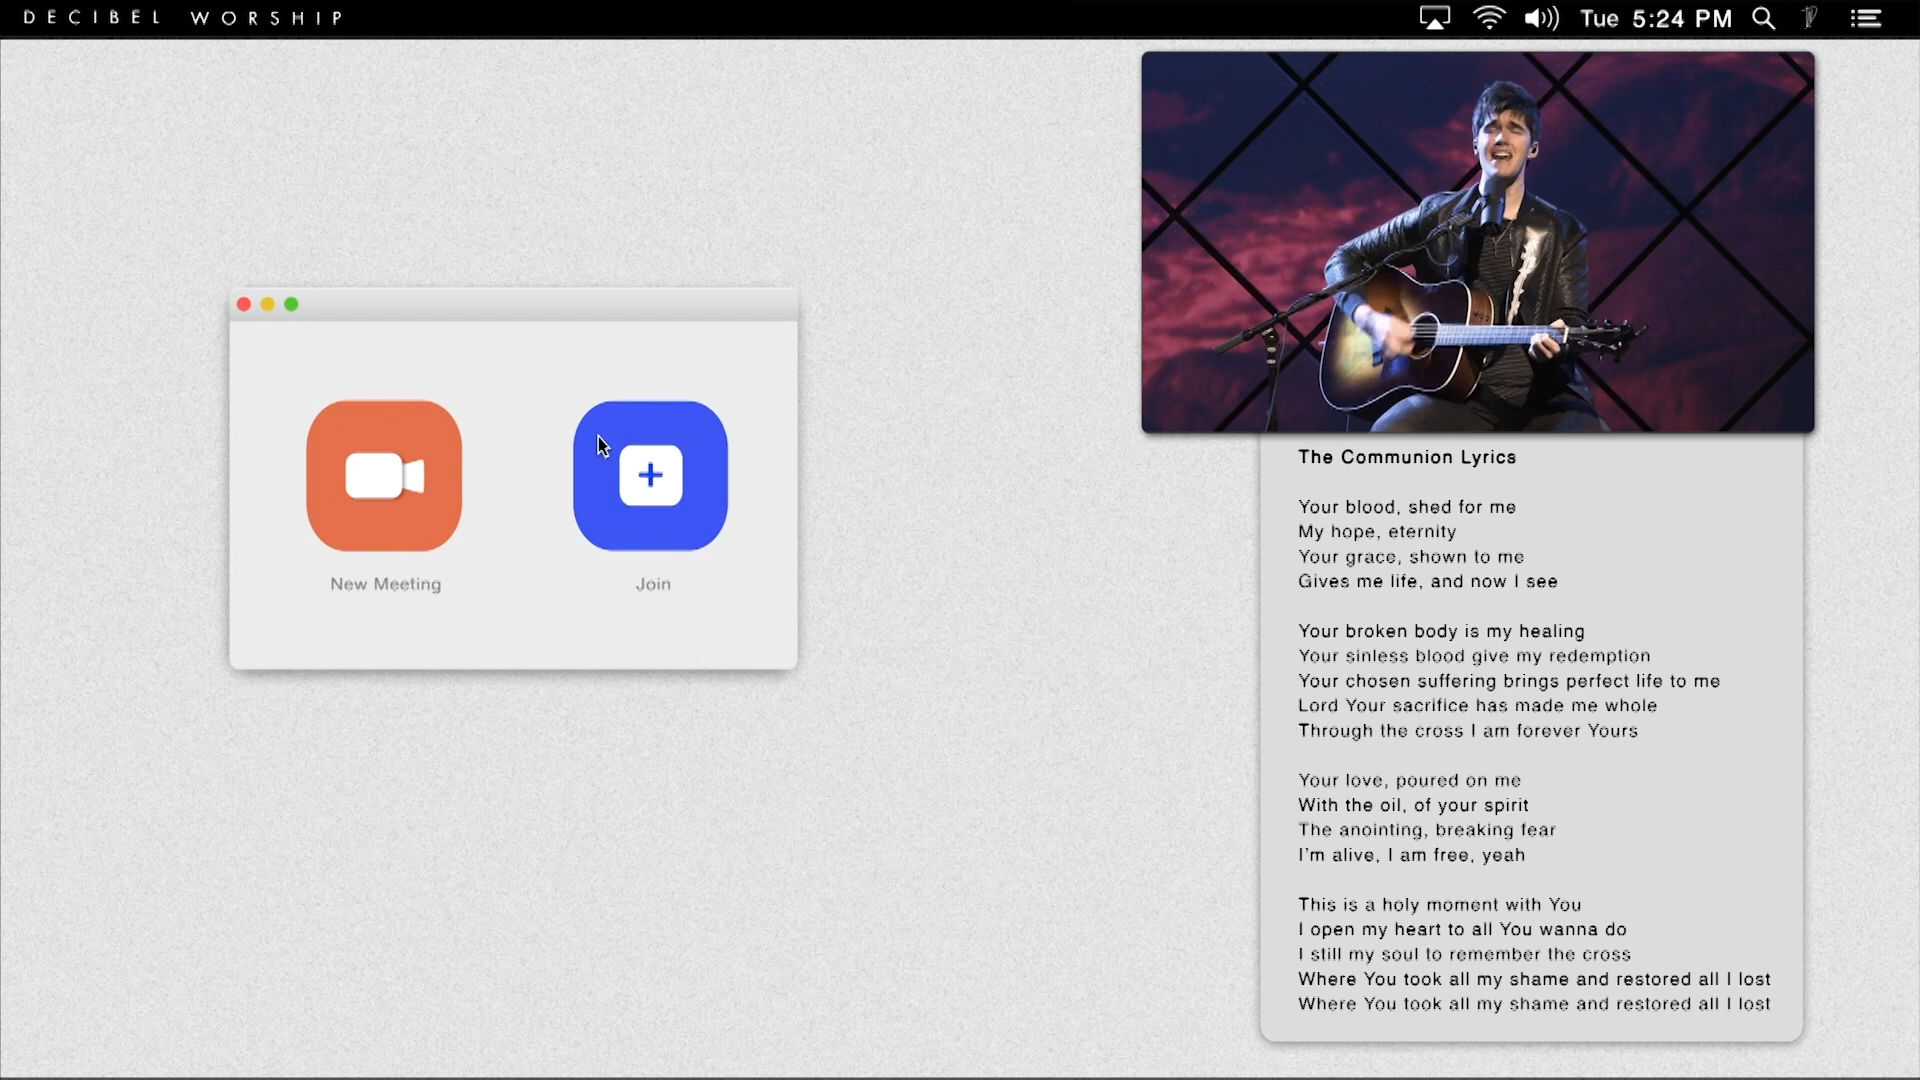 DECIBEL WORSHIP
Tue 5:24 PM
New Meeting
Join
The Communion Lyrics
Your blood, shed for me
My hope, eternity
Your grace, shown to me
Gives me life, and now I see
Your broken body is my healing
Your sinless blood give my redemption
Your chosen suffering brings perfect life to me
Lord Your sacrifice has made me whole
Through the cross I am forever Yours
Your love, poured on me
With the oil, of your spirit
The anointing, breaking fear
I'm alive, I am free, yeah
This is a holy moment with You
I open my heart to all You wanna do
I still my soul to remember the cross
Where You took all my shame and restored all I lost
Where You took all my shame and restored all I lost